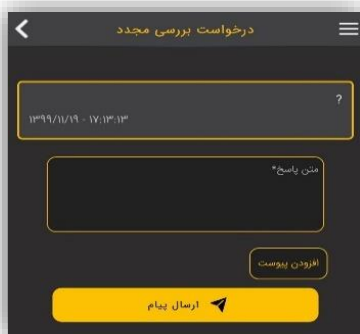 درخواست بررسی مجدد
?
۱۳۹۹/۱۱/۱۹ - ۱۷:۱۳:۱۳
متن پاسخ*
افزودن پیوست
ارسال پیام